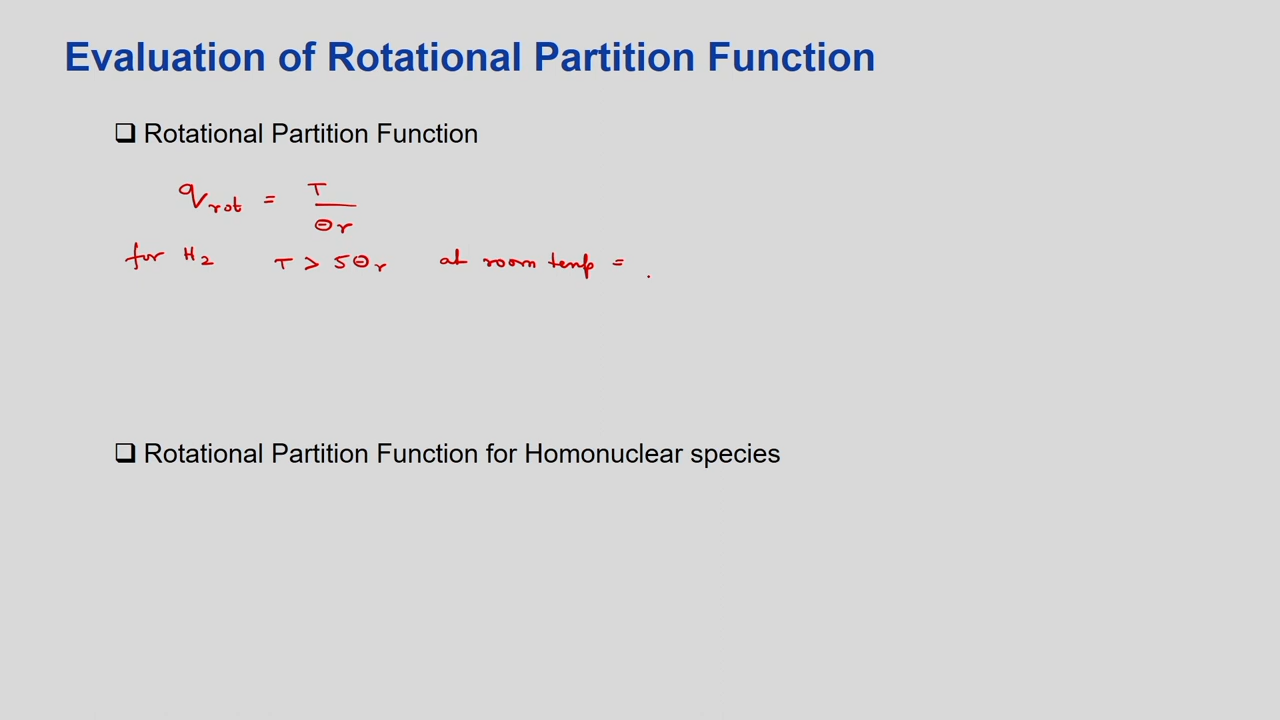 Evaluation of Rotational Partition Function
❑ Rotational Partition Function
q_rot = T / Θr
for H2 T > 5Θr at room temp =
❑ Rotational Partition Function for Homonuclear species